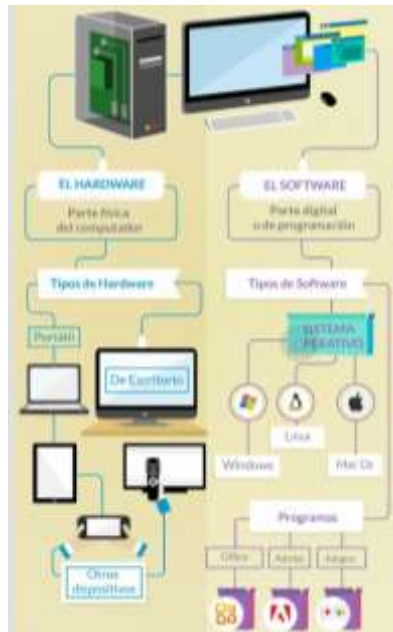 EL HARDWARE
Parte física
del computador
Tipos de Hardware
Portátil
De Escritorio
Otros
dispositivos
EL SOFTWARE
Parte digital
o de programación
Tipos de Software
SISTEMA
OPERATIVO
Windows
Linux
Mac Os
Programas
Office
Adobe